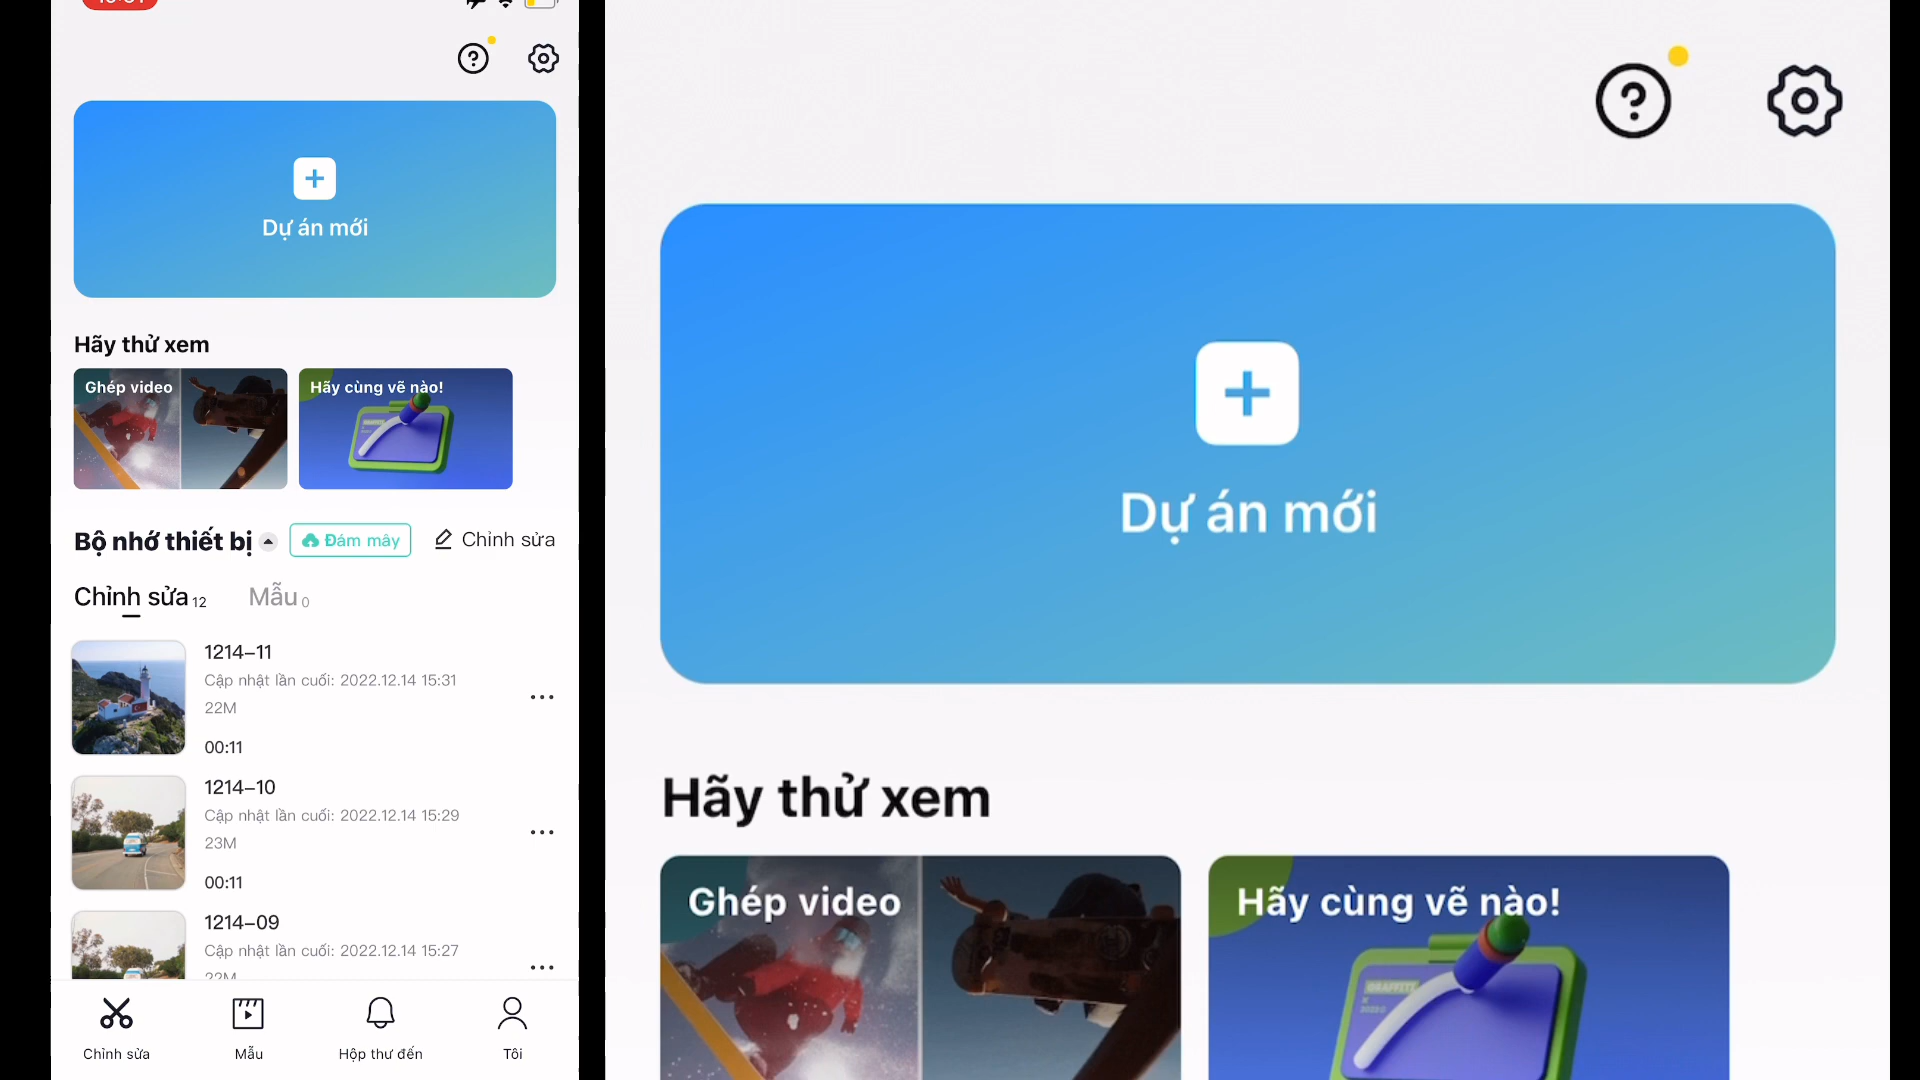 Dự án mới
Hãy thử xem
Ghép video
Hãy cùng vẽ nào!
Bộ nhớ thiết bị
Đám mây
Chỉnh sửa
Chỉnh sửa 12
Mẫu 0
1214–11
Cập nhật lần cuối: 2022.12.14 15:31
22M
00:11
1214–10
Cập nhật lần cuối: 2022.12.14 15:29
23M
00:11
1214–09
Cập nhật lần cuối: 2022.12.14 15:27
22M
Chỉnh sửa
Mẫu
Hộp thư đến
Tôi
Dự án mới
Hãy thử xem
Ghép video
Hãy cùng vẽ nào!
GRAFFITI